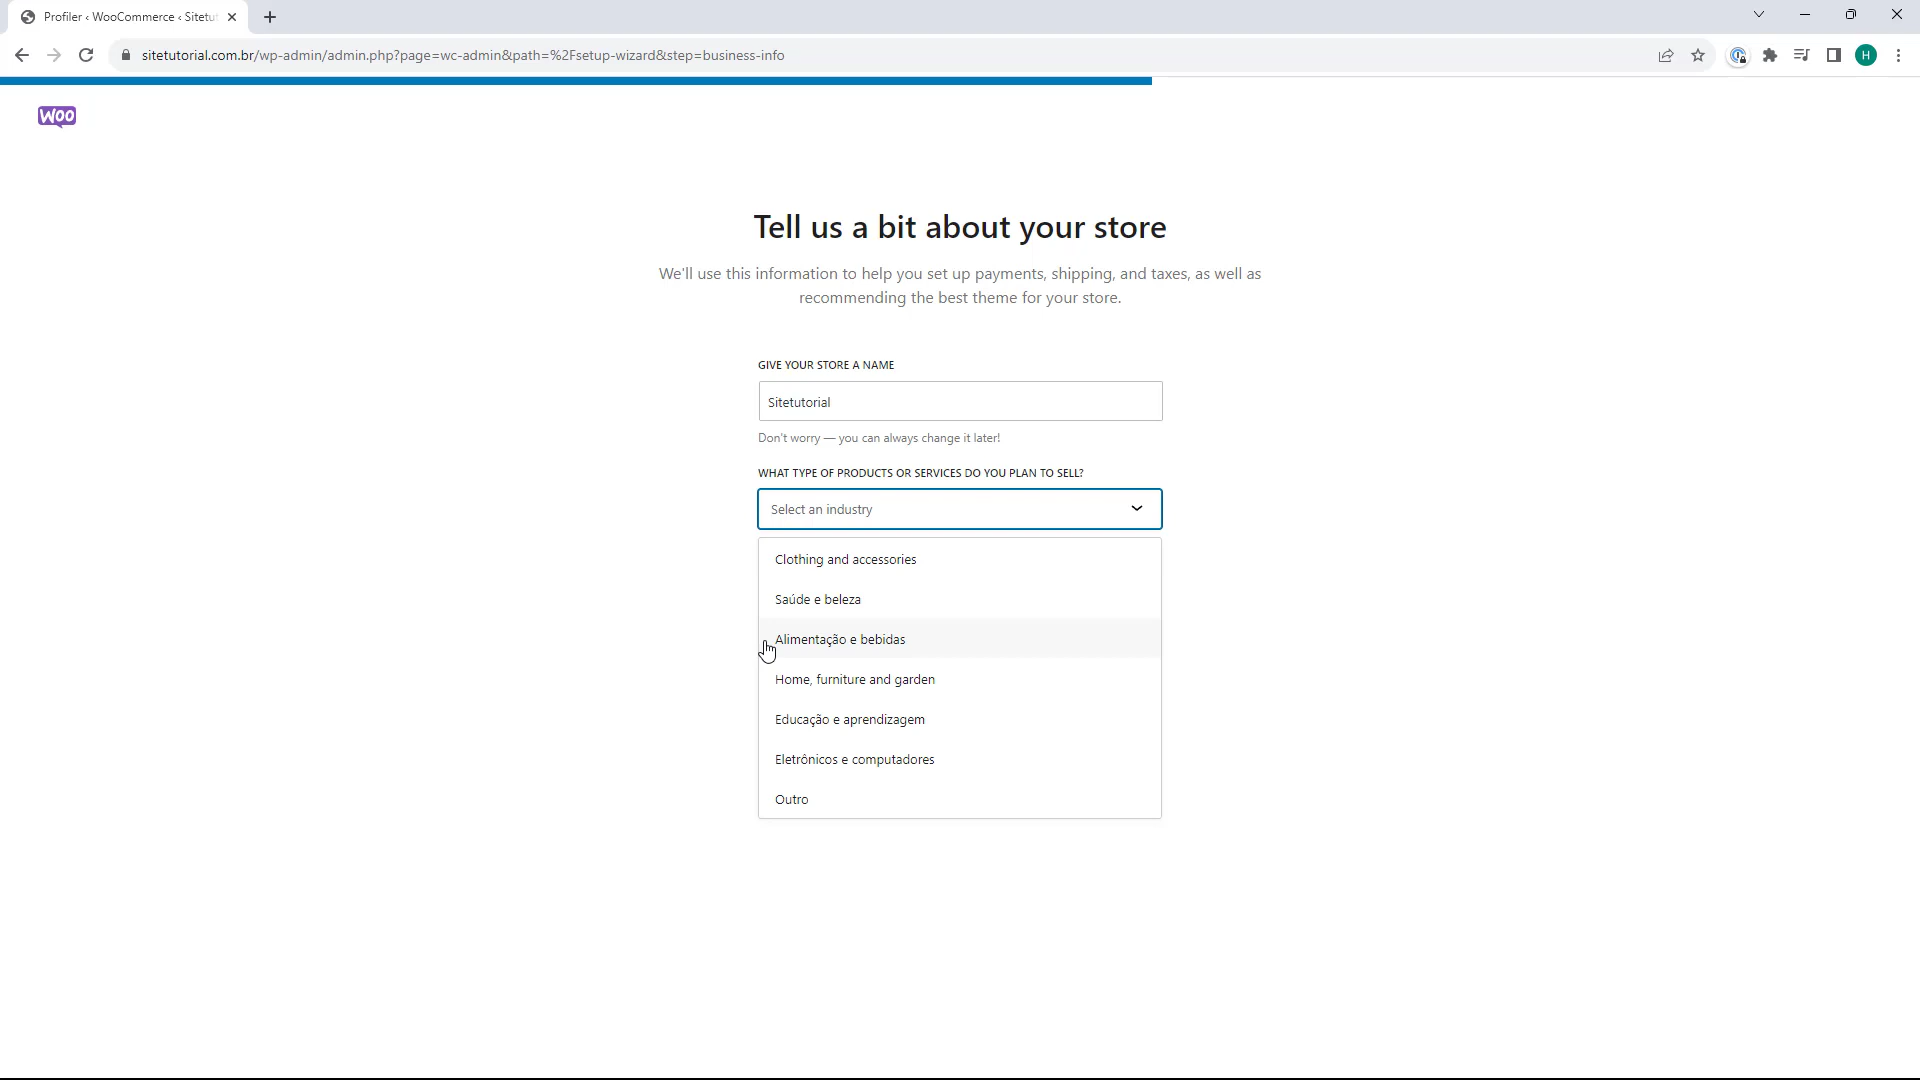 Profiler ‹ WooCommerce ‹ Sitetut
sitetutorial.com.br/wp-admin/admin.php?page=wc-admin&path=%2Fsetup-wizard&step=business-info
H
Woo
Tell us a bit about your store
We'll use this information to help you set up payments, shipping, and taxes, as well as
recommending the best theme for your store.
GIVE YOUR STORE A NAME
Sitetutorial
Don't worry — you can always change it later!
WHAT TYPE OF PRODUCTS OR SERVICES DO YOU PLAN TO SELL?
Select an industry
Clothing and accessories
Saúde e beleza
Alimentação e bebidas
Home, furniture and garden
Educação e aprendizagem
Eletrônicos e computadores
Outro